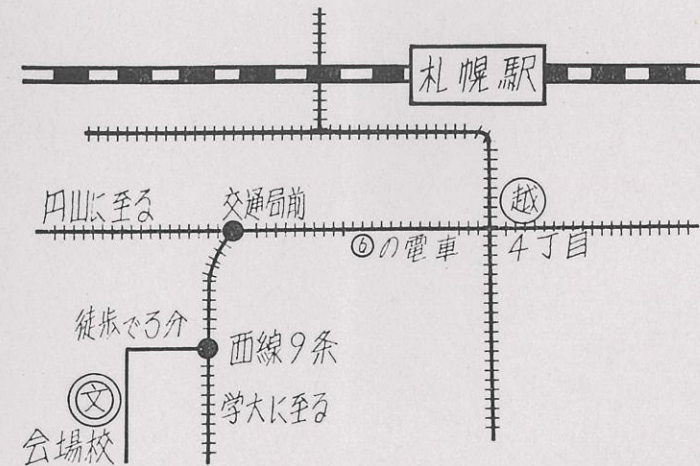 札幌駅
円山に至る
交通局前
越
⑥の電車
4丁目
徒歩で3分
西線9条
文
学大に至る
会場校